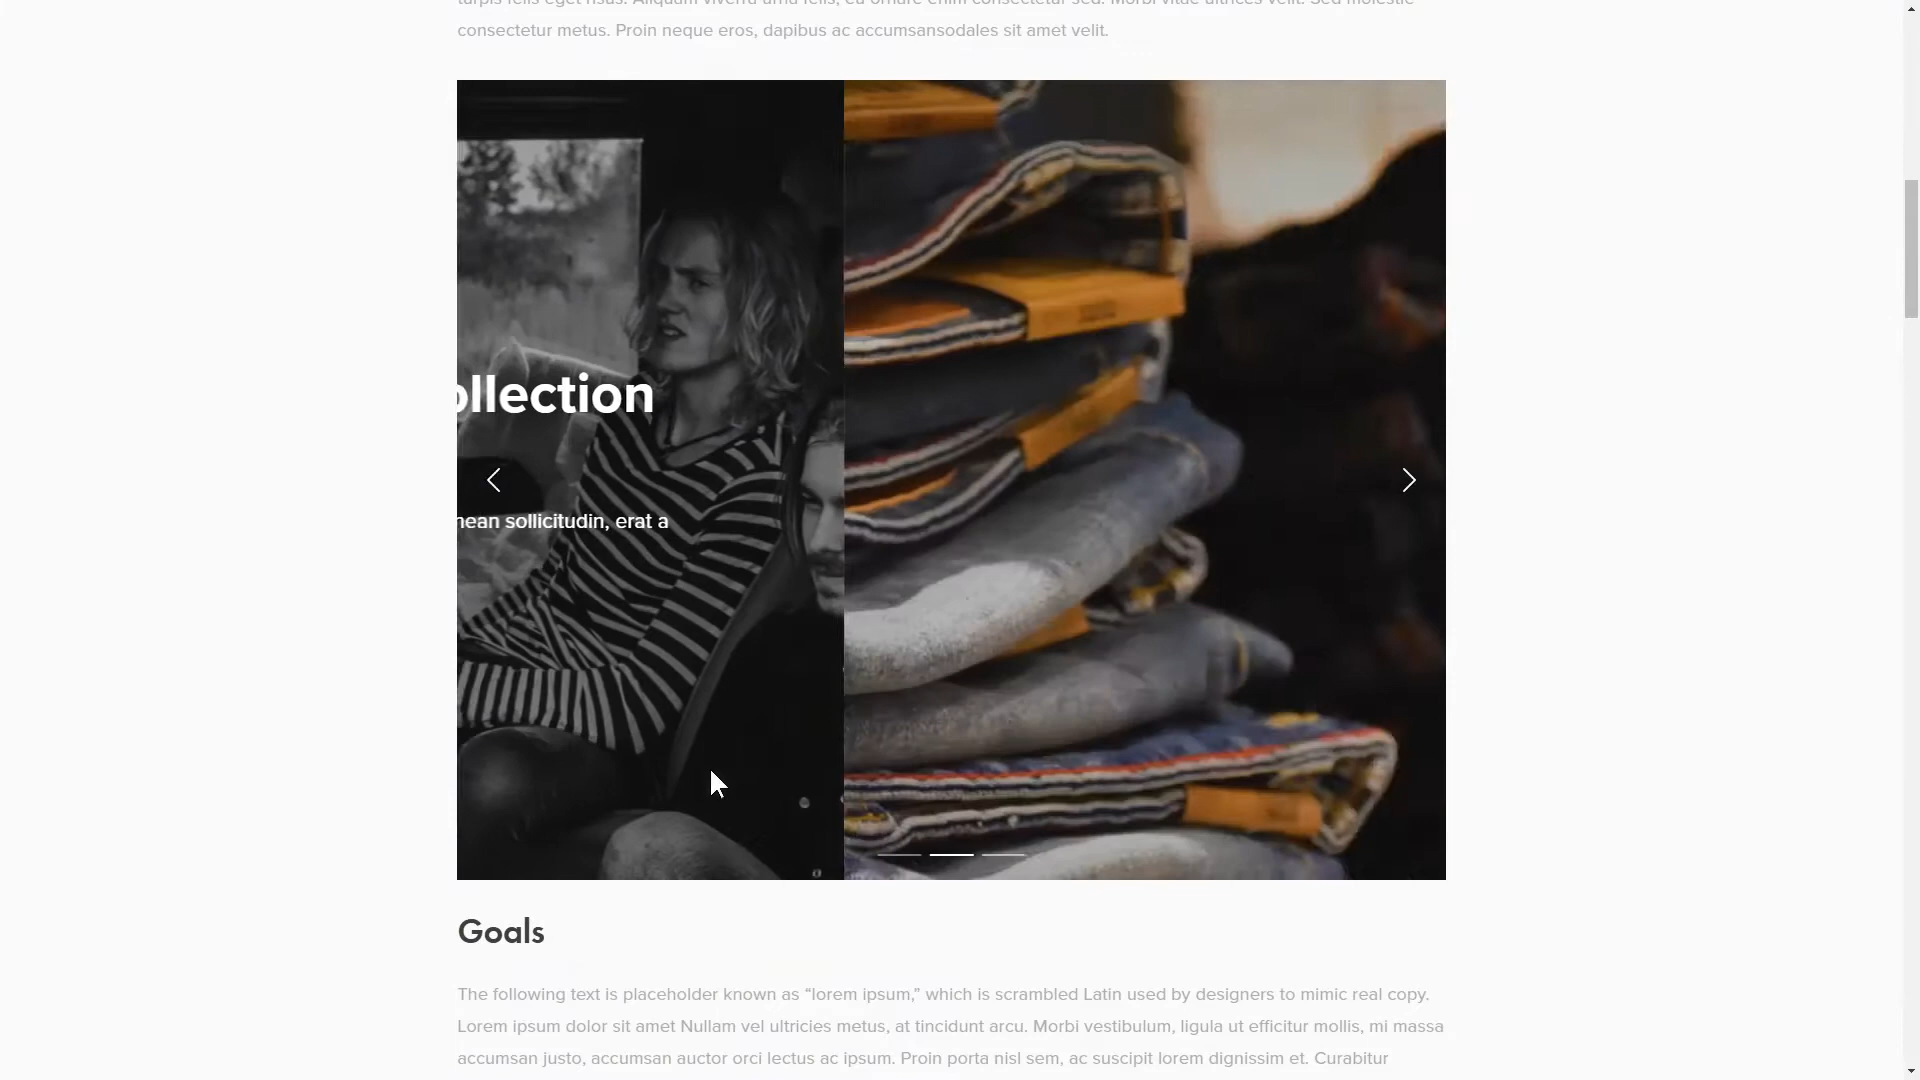 consectetur metus. Proin neque eros, dapibus ac accumsansodales sit amet velit.
ollection
nean sollicitudin, erat a
Goals
The following text is placeholder known as “lorem ipsum,” which is scrambled Latin used by designers to mimic real copy.
Lorem ipsum dolor sit amet Nullam vel ultricies metus, at tincidunt arcu. Morbi vestibulum, ligula ut efficitur mollis, mi massa
accumsan justo, accumsan auctor orci lectus ac ipsum. Proin porta nisl sem, ac suscipit lorem dignissim et. Curabitur